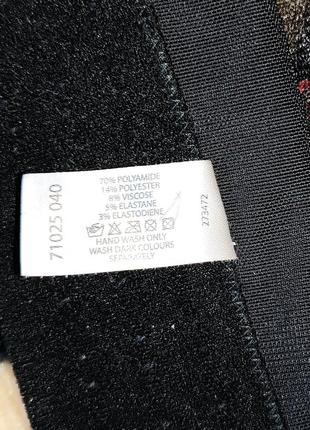 71025 040
70% POLYAMIDE
14% POLYESTER
8% VISCOSE
5% ELASTANE
3% ELASTODIENE
HAND WASH ONLY
WASH DARK COLOURS
SEPARATELY
273472